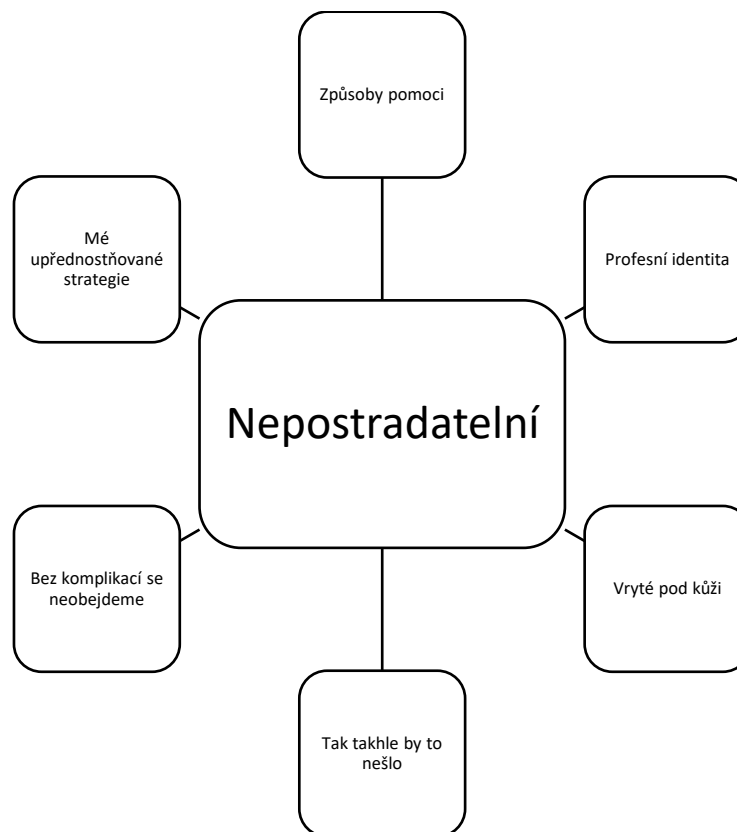 Způsoby pomoci
Mé
upřednostňované
strategie
Profesní identita
Nepostradatelní
Bez komplikací se
neobejdeme
Vryté pod kůži
Tak takhle by to
nešlo